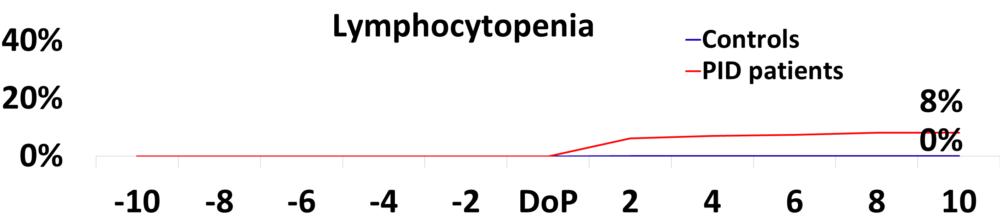 Lymphocytopenia
Controls
PID patients
40%
20%
0%
8%
0%
-10 -8 -6 -4 -2 DoP 2 4 6 8 10